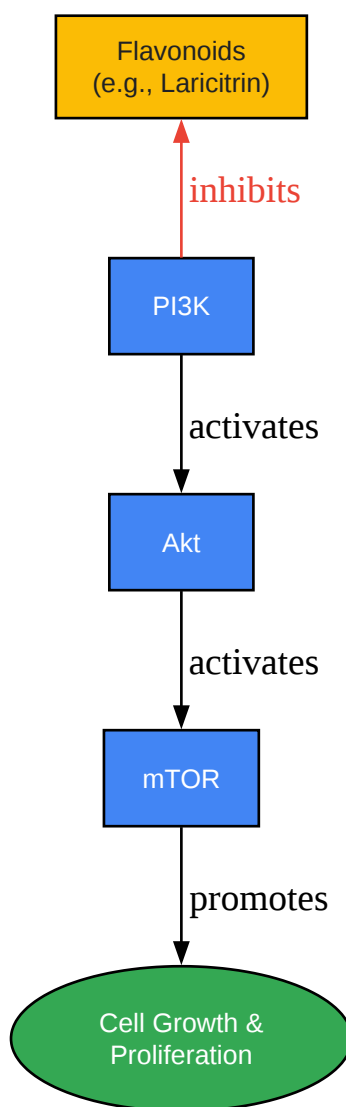 Flavonoids
(e.g., Laricitrin)
inhibits
PI3K
activates
Akt
activates
mTOR
promotes
Cell Growth &
Proliferation